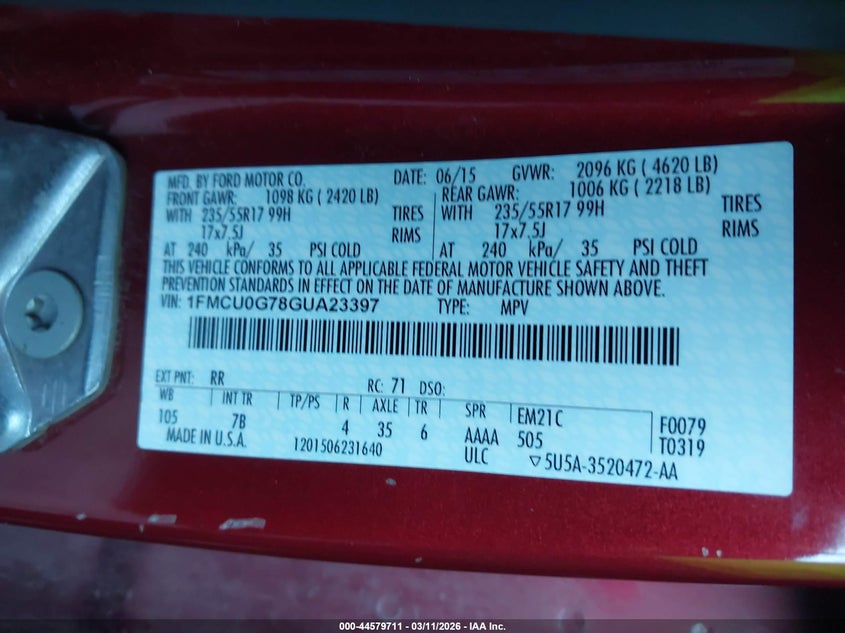 MFD. BY FORD MOTOR CO. DATE: 06/15 GVWR: 2096 KG ( 4620 LB)
FRONT GAWR: 1098 KG ( 2420 LB) REAR GAWR: 1006 KG ( 2218 LB)
WITH 235/55R17 99H TIRES WITH 235/55R17 99H TIRES
17x7.5J RIMS 17x7.5J RIMS
AT 240 kPa/ 35 PSI COLD AT 240 kPa/ 35 PSI COLD
THIS VEHICLE CONFORMS TO ALL APPLICABLE FEDERAL MOTOR VEHICLE SAFETY AND THEFT
PREVENTION STANDARDS IN EFFECT ON THE DATE OF MANUFACTURE SHOWN ABOVE.
VIN: 1FMCU0G78GUA23397 TYPE: MPV
EXT PNT: RR RC: 71 DSO:
WB INT TR TP/PS R AXLE TR SPR EM21C F0079
105 7B 4 35 6 AAAA 505 T0319
MADE IN U.S.A. 1201506231640 ULC ▽5U5A-3520472-AA
000-44579711 - 03/11/2026 - IAA Inc.